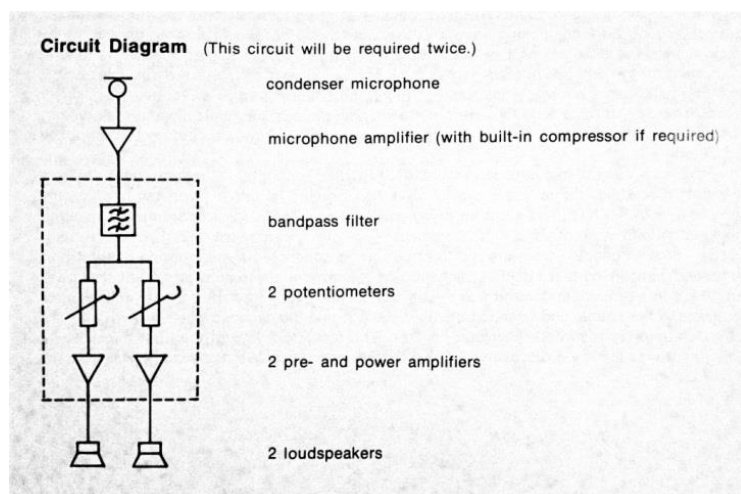 Circuit Diagram (This circuit will be required twice.)
condenser microphone
microphone amplifier (with built-in compressor if required)
bandpass filter
2 potentiometers
2 pre- and power amplifiers
2 loudspeakers